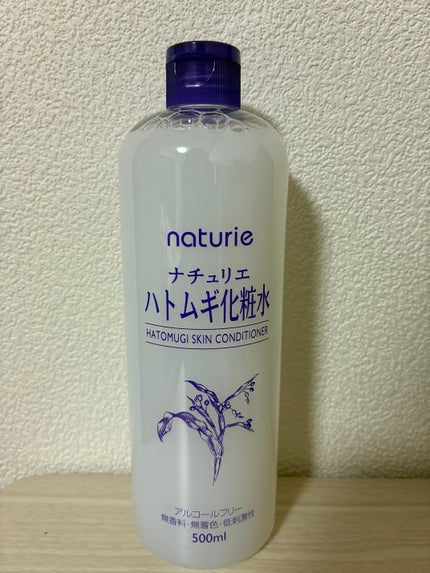 naturie
ナチュリエ
ハトムギ化粧水
HATOMUGI SKIN CONDITIONER
アルコールフリー
無香料・無着色・低刺激性
500ml